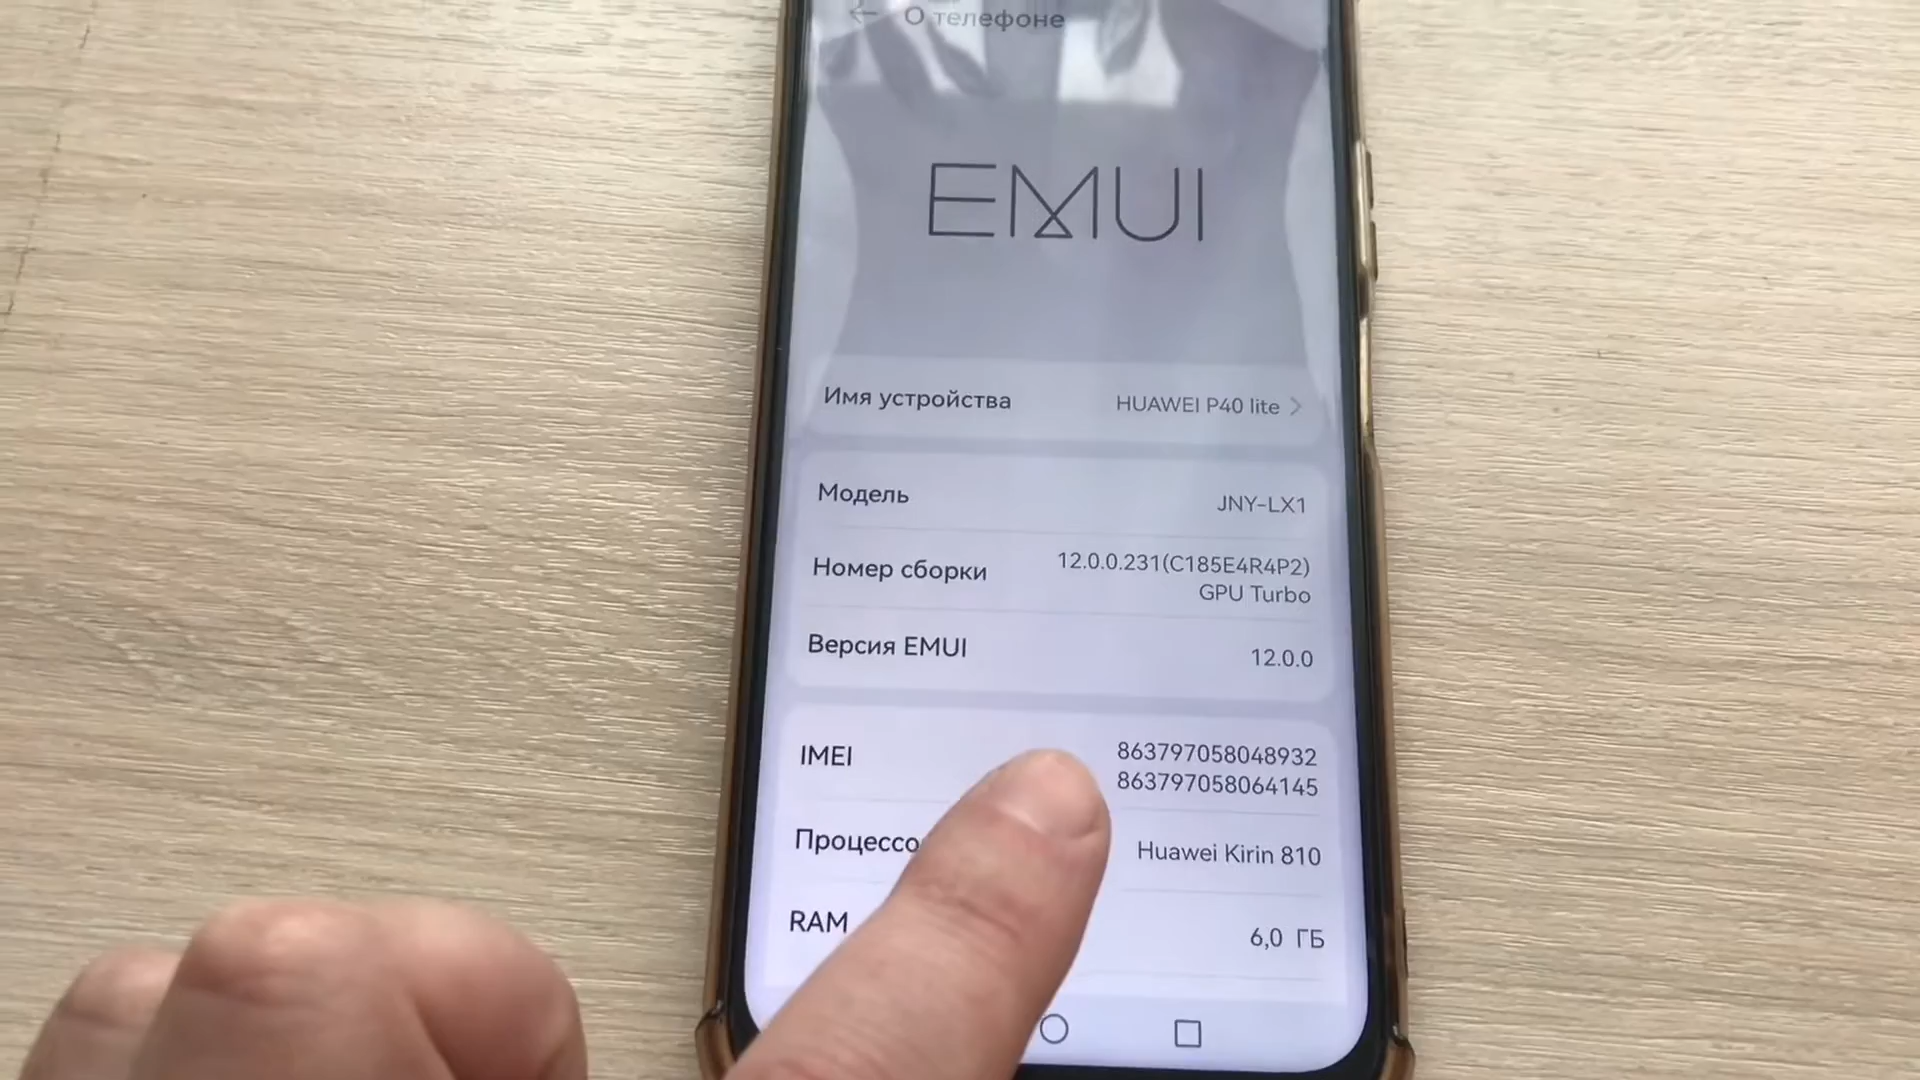 О телефоне
EMUI
Имя устройства HUAWEI P40 lite
Модель JNY-LX1
Номер сборки 12.0.0.231(C185E4R4P2)
GPU Turbo
Версия EMUI 12.0.0
IMEI 863797058048932
863797058064145
Процессо Huawei Kirin 810
RAM 6,0 ГБ